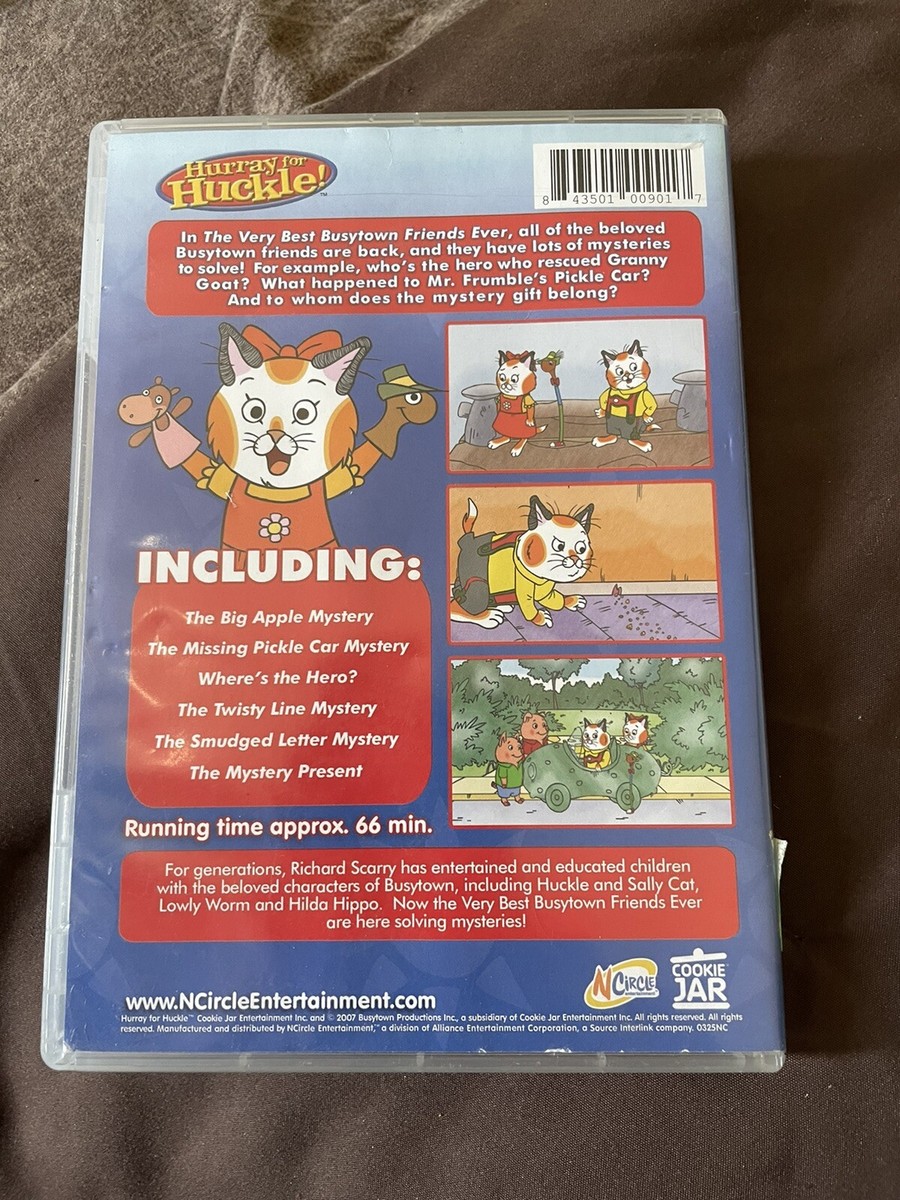 Hurray for
Huckle!™
8 43501 00901 7
In The Very Best Busytown Friends Ever, all of the beloved
Busytown friends are back, and they have lots of mysteries
to solve! For example, who's the hero who rescued Granny
Goat? What happened to Mr. Frumble's Pickle Car?
And to whom does the mystery gift belong?
INCLUDING:
The Big Apple Mystery
The Missing Pickle Car Mystery
Where's the Hero?
The Twisty Line Mystery
The Smudged Letter Mystery
The Mystery Present
Running time approx. 66 min.
For generations, Richard Scarry has entertained and educated children
with the beloved characters of Busytown, including Huckle and Sally Cat,
Lowly Worm and Hilda Hippo. Now the Very Best Busytown Friends Ever
are here solving mysteries!
www.NCircleEntertainment.com
NCIRCLE
ENTERTAINMENT
COOKIE
JAR
Hurray for Huckle™ Cookie Jar Entertainment Inc. and © 2007 Busytown Productions Inc., a subsidiary of Cookie Jar Entertainment Inc. All rights reserved. All rights
reserved. Manufactured and distributed by NCircle Entertainment,™ a division of Alliance Entertainment Corporation, a Source Interlink company. 0325NC